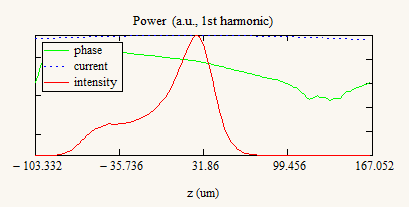 Power (a.u., 1st harmonic)
phase
current
intensity
− 103.332 − 35.736 31.86 99.456 167.052
z (um)